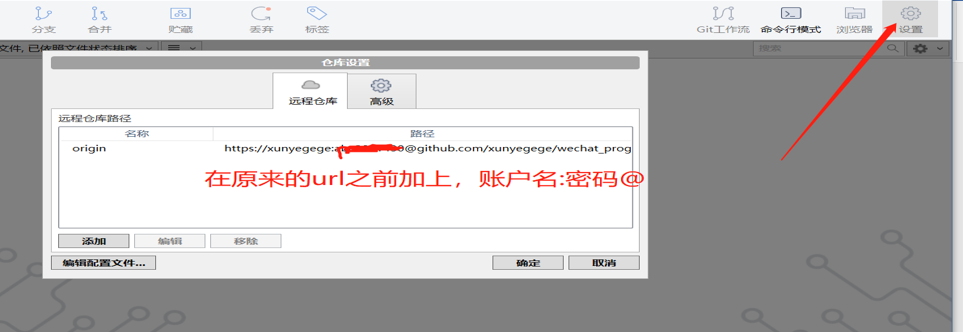 分支 合并 贮藏 丢弃 标签 Git工作流 命令行模式 浏览器 设置
文件, 已依照文件状态排序 搜索
仓库设置
远程仓库 高级
远程仓库路径
名称 路径
origin https://xunyegege: @github.com/xunyegege/wechat_prog
在原来的url之前加上，账户名:密码@
添加 编辑 移除
编辑配置文件... 确定 取消